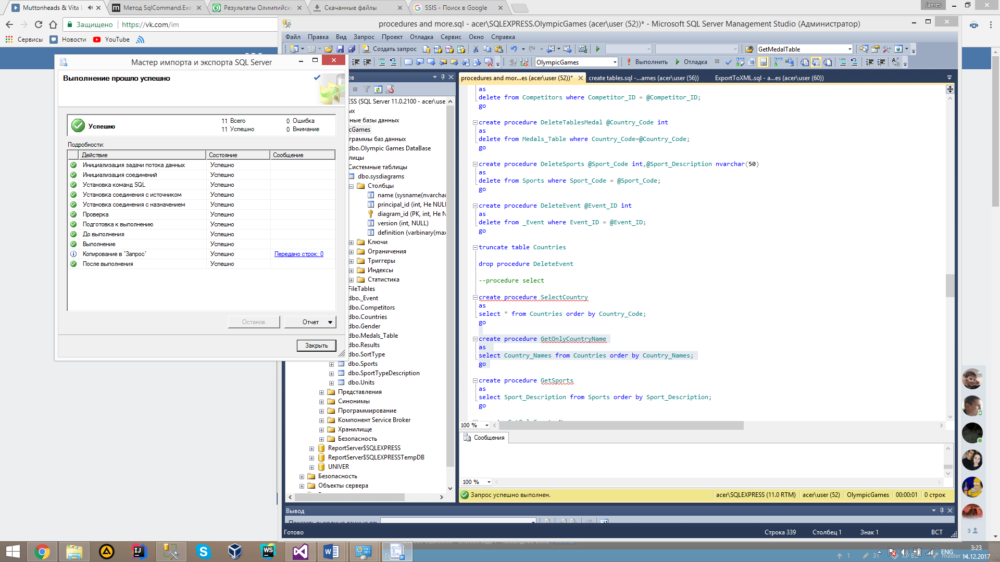 Muttonheads & Vita L
Метод SqlCommand.Exe
Результаты Олимпийски
Скачанные файлы
SSIS - Поиск в Google
James
Защищено
https://vk.com/im
Сервисы
Новости
YouTube
procedures and more.sql - acer\SQLEXPRESS.OlympicGames (acer\user (52))* - Microsoft SQL Server Management Studio (Администратор)
Файл Правка Вид Запрос Проект Отладка Сервис Окно Справка
Создать запрос
GetMedalTable
OlympicGames
Выполнить
Отладка
Мастер импорта и экспорта SQL Server
Выполнение прошло успешно
Успешно
11 Всего
0 Ошибка
11 Успешно
0 Внимание
Подробности:
Действие Состояние Сообщение
Инициализация задачи потока данных Успешно
Инициализация соединений Успешно
Установка команд SQL Успешно
Установка соединения с источником Успешно
Установка соединения с назначением Успешно
Проверка Успешно
Подготовка к выполнению Успешно
До выполнения Успешно
Выполнение Успешно
Копирование в `Запрос` Успешно Передано строк: 0
После выполнения Успешно
Останов.
Отчет
Закрыть
ов
ESS (SQL Server 11.0.2100 - acer\use
ых
ные базы данных
cGames
граммы баз данных
dbo.Olympic Games DataBase
лицы
Системные таблицы
dbo.sysdiagrams
Столбцы
name (sysname(nvarchar
principal_id (int, Не NULL
diagram_id (PK, int, Не N
version (int, NULL)
definition (varbinary(max
Ключи
Ограничения
Триггеры
Индексы
Статистика
FileTables
dbo._Event
dbo.Competitors
dbo.Countries
dbo.Gender
dbo.Medals_Table
dbo.Results
dbo.SortType
dbo.Sports
dbo.SportTypeDescription
dbo.Units
Представления
Синонимы
Программирование
Компонент Service Broker
Хранилище
Безопасность
ReportServer$SQLEXPRESS
ReportServer$SQLEXPRESSTempDB
UNIVER
Безопасность
Объекты сервера
procedures and mor...es (acer\user (52))*
create tables.sql -...ames (acer\user (56))
ExportToXML.sql - a...es (acer\user (60))
as
delete from Competitors where Competitor_ID = @Competitor_ID;
go
create procedure DeleteTablesMedal @Country_Code int
as
delete from Medals_Table where Country_Code=@Country_Code;
go
create procedure DeleteSports @Sport_Code int,@Sport_Description nvarchar(50)
as
delete from Sports where Sport_Code = @Sport_Code;
go
create procedure DeleteEvent @Event_ID int
as
delete from _Event where Event_ID = @Event_ID;
go
truncate table Countries
drop procedure DeleteEvent
--procedure select
create procedure SelectCountry
as
select * from Countries order by Country_Code;
go
create procedure GetOnlyCountryName
as
select Country_Names from Countries order by Country_Names;
go
create procedure GetSports
as
select Sport_Description from Sports order by Sport_Description;
go
100 %
Сообщения
100 %
Запрос успешно выполнен.
acer\SQLEXPRESS (11.0 RTM)
acer\user (52)
OlympicGames
00:00:01
0 строк
Вывод
Показать выходные данные от:
Готово
Строка 339
Столбец 1
Знак 1
ВСТ
3
1
31
master
ENG
3:23
14.12.2017